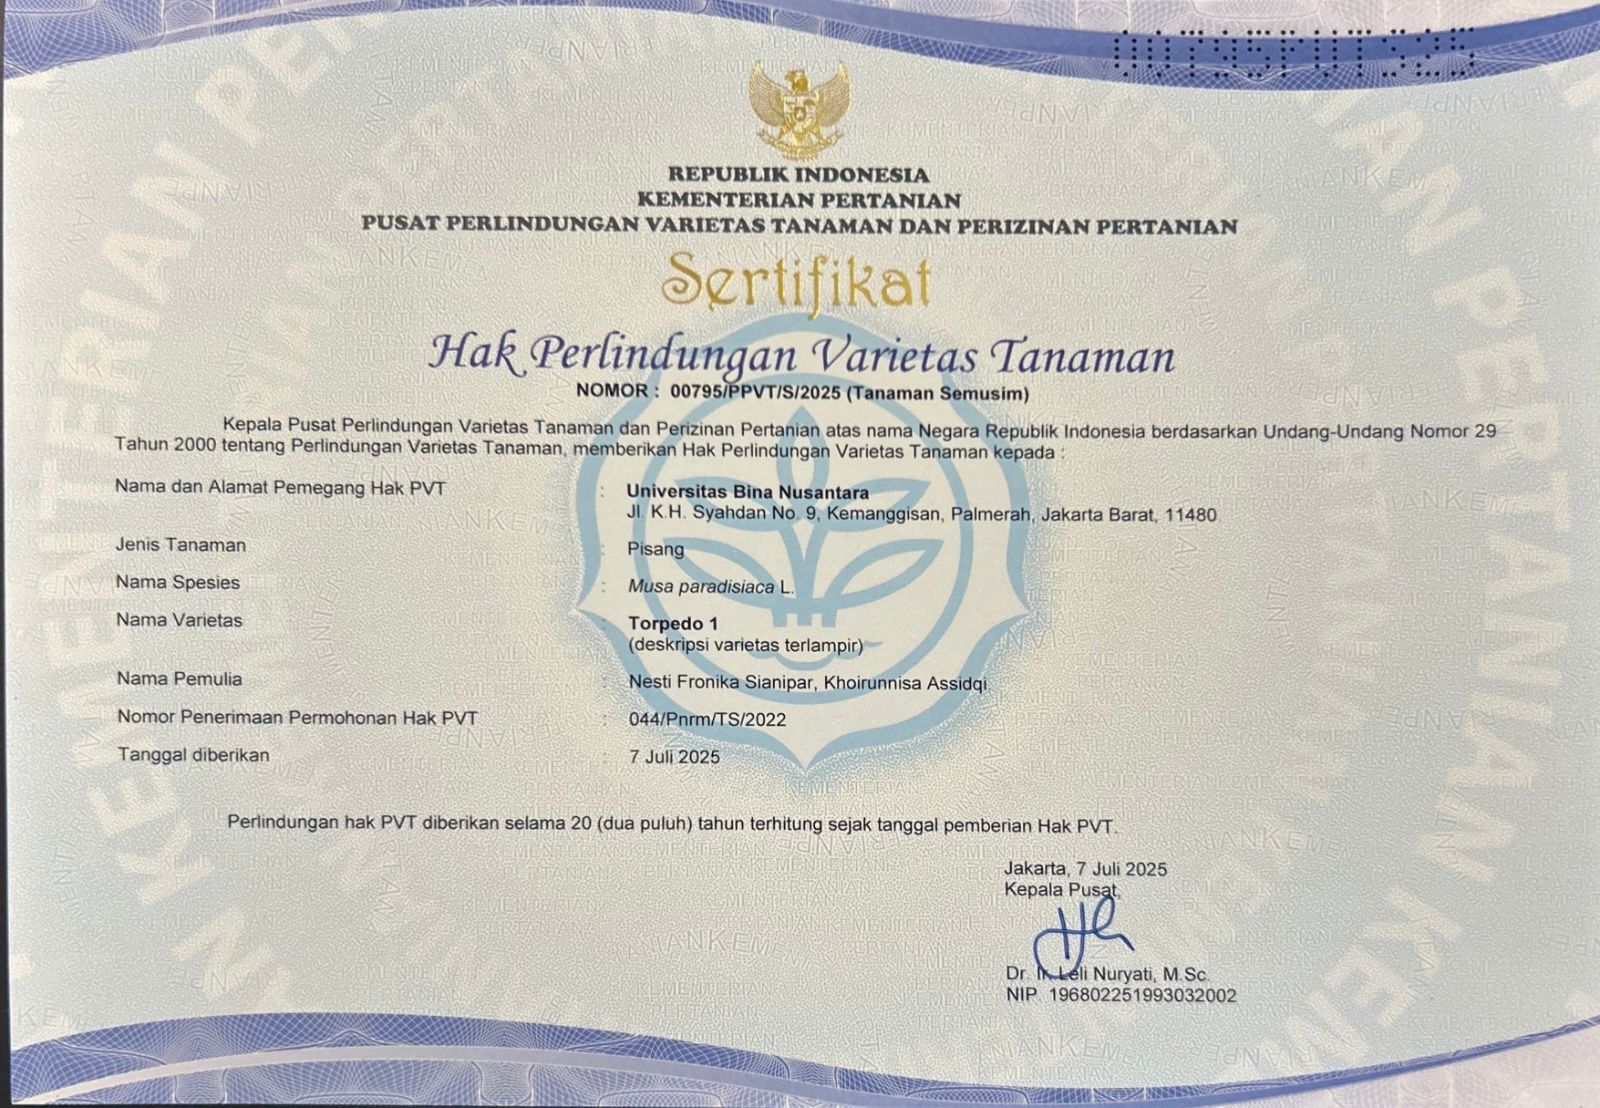 00795PPVTS25
REPUBLIK INDONESIA
KEMENTERIAN PERTANIAN
PUSAT PERLINDUNGAN VARIETAS TANAMAN DAN PERIZINAN PERTANIAN
Sertifikat
Hak Perlindungan Varietas Tanaman
NOMOR : 00795/PPVT/S/2025 (Tanaman Semusim)
Kepala Pusat Perlindungan Varietas Tanaman dan Perizinan Pertanian atas nama Negara Republik Indonesia berdasarkan Undang-Undang Nomor 29
Tahun 2000 tentang Perlindungan Varietas Tanaman, memberikan Hak Perlindungan Varietas Tanaman kepada :
Nama dan Alamat Pemegang Hak PVT : Universitas Bina Nusantara
Jl. K.H. Syahdan No. 9, Kemanggisan, Palmerah, Jakarta Barat, 11480
Jenis Tanaman : Pisang
Nama Spesies : Musa paradisiaca L.
Nama Varietas : Torpedo 1
(deskripsi varietas terlampir)
Nama Pemulia : Nesti Fronika Sianipar, Khoirunnisa Assidqi
Nomor Penerimaan Permohonan Hak PVT : 044/Pnrm/TS/2022
Tanggal diberikan : 7 Juli 2025
Perlindungan hak PVT diberikan selama 20 (dua puluh) tahun terhitung sejak tanggal pemberian Hak PVT.
Jakarta, 7 Juli 2025
Kepala Pusat,
Dr. Ir. Leli Nuryati, M.Sc.
NIP. 196802251993032002